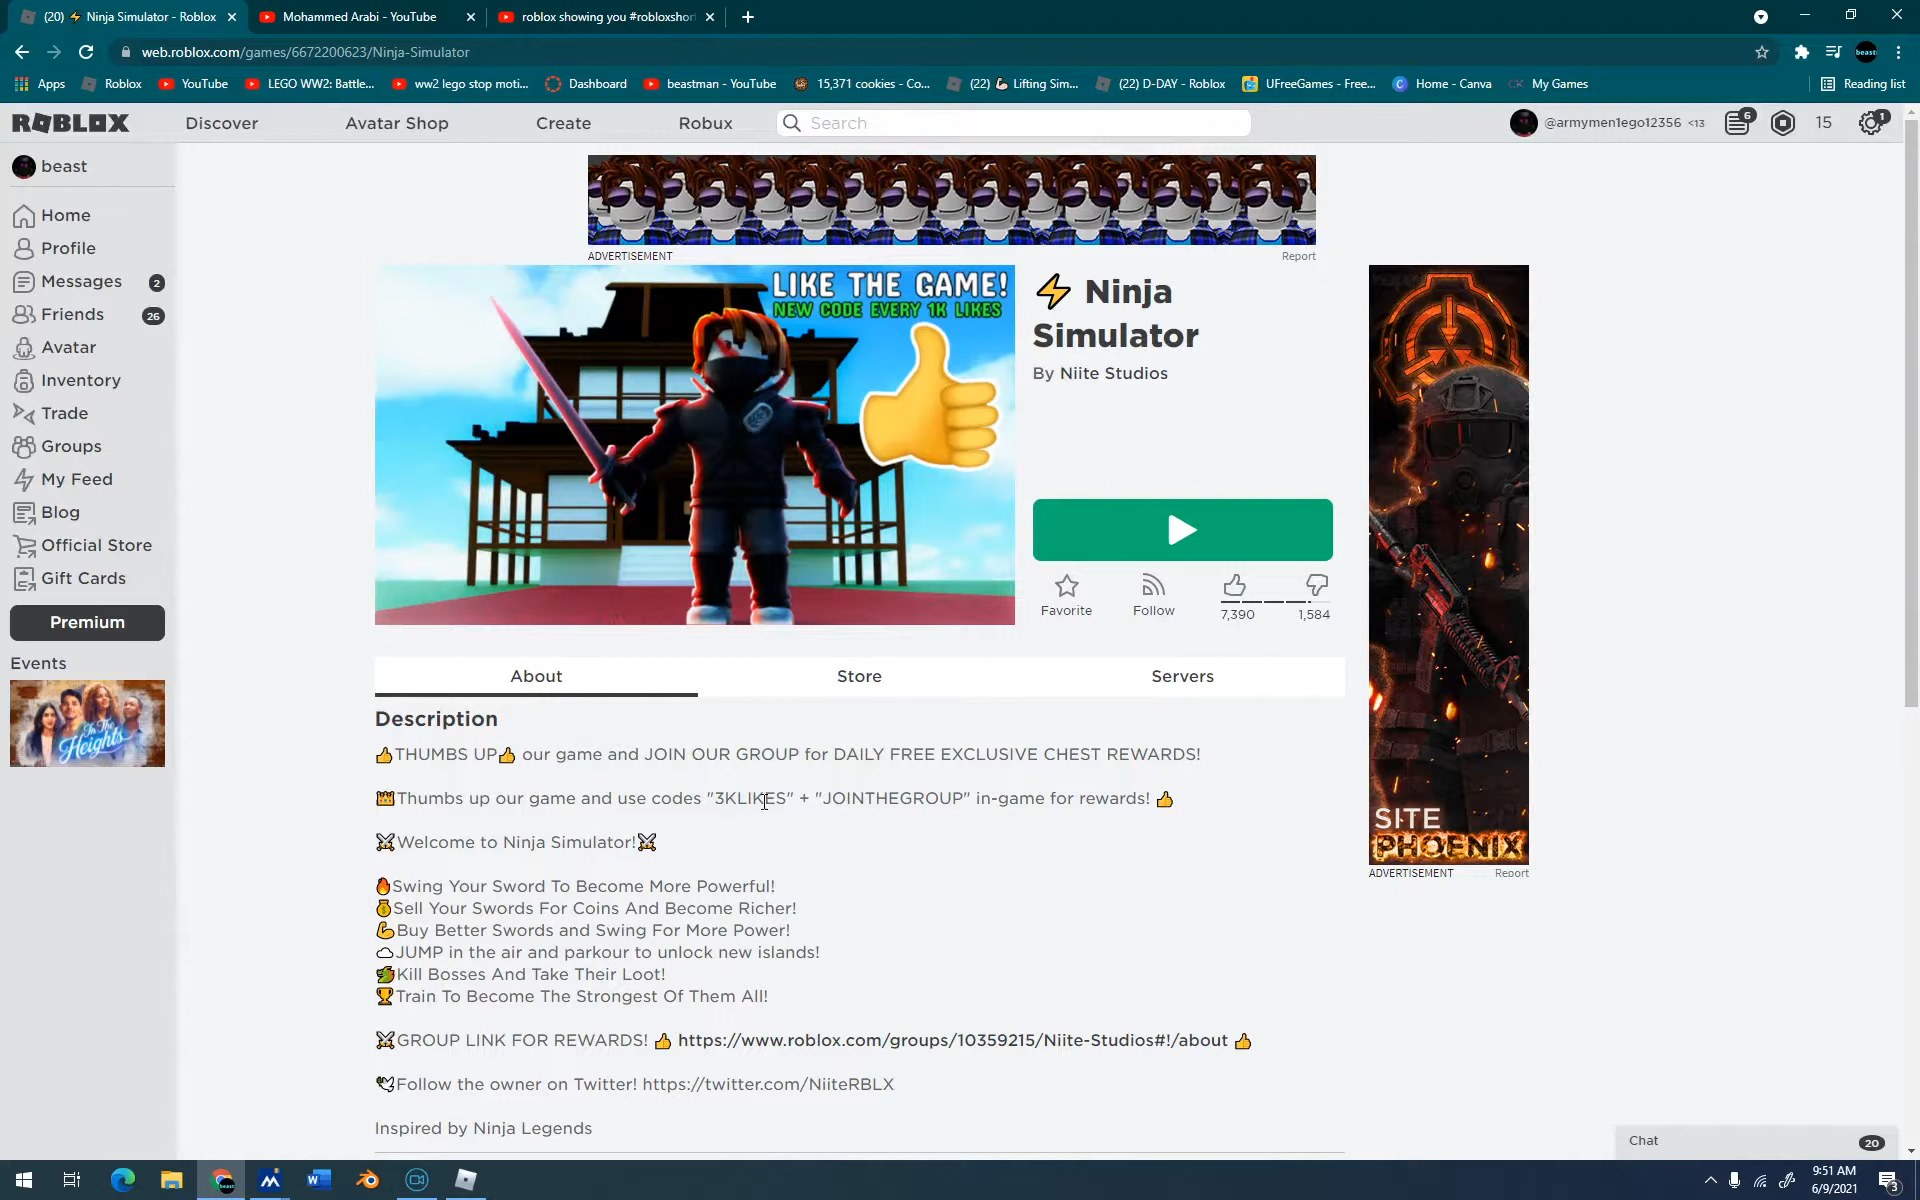 (20) ⚡ Ninja Simulator - Roblox
Mohammed Arabi - YouTube
roblox showing you #robloxshor
web.roblox.com/games/6672200623/Ninja-Simulator
beast
Apps
Roblox
YouTube
LEGO WW2: Battle...
ww2 lego stop moti...
Dashboard
beastman - YouTube
15,371 cookies - Co...
(22) 💪 Lifting Sim...
(22) D-DAY - Roblox
UFreeGames - Free...
Home - Canva
My Games
Reading list
ROBLOX
Discover
Avatar Shop
Create
Robux
Search
@armymen1ego12356 <13
6
15
1
beast
Home
Profile
Messages 2
Friends 26
Avatar
Inventory
Trade
Groups
My Feed
Blog
Official Store
Gift Cards
Premium
Events
In The
Heights
ADVERTISEMENT
Report
LIKE THE GAME!
NEW CODE EVERY 1K LIKES
⚡ Ninja
Simulator
By Niite Studios
Favorite
Follow
7,390
1,584
About
Store
Servers
Description
👍THUMBS UP👍 our game and JOIN OUR GROUP for DAILY FREE EXCLUSIVE CHEST REWARDS!
👑Thumbs up our game and use codes "3KLIKES" + "JOINTHEGROUP" in-game for rewards! 👍
⚔Welcome to Ninja Simulator!⚔
🔥Swing Your Sword To Become More Powerful!
💰Sell Your Swords For Coins And Become Richer!
💪Buy Better Swords and Swing For More Power!
☁JUMP in the air and parkour to unlock new islands!
🐲Kill Bosses And Take Their Loot!
🏆Train To Become The Strongest Of Them All!
⚔GROUP LINK FOR REWARDS! 👍 https://www.roblox.com/groups/10359215/Niite-Studios#!/about 👍
🕊Follow the owner on Twitter! https://twitter.com/NiiteRBLX
Inspired by Ninja Legends
SITE
PHOENIX
ADVERTISEMENT
Report
Chat
20
9:51 AM
6/9/2021
3